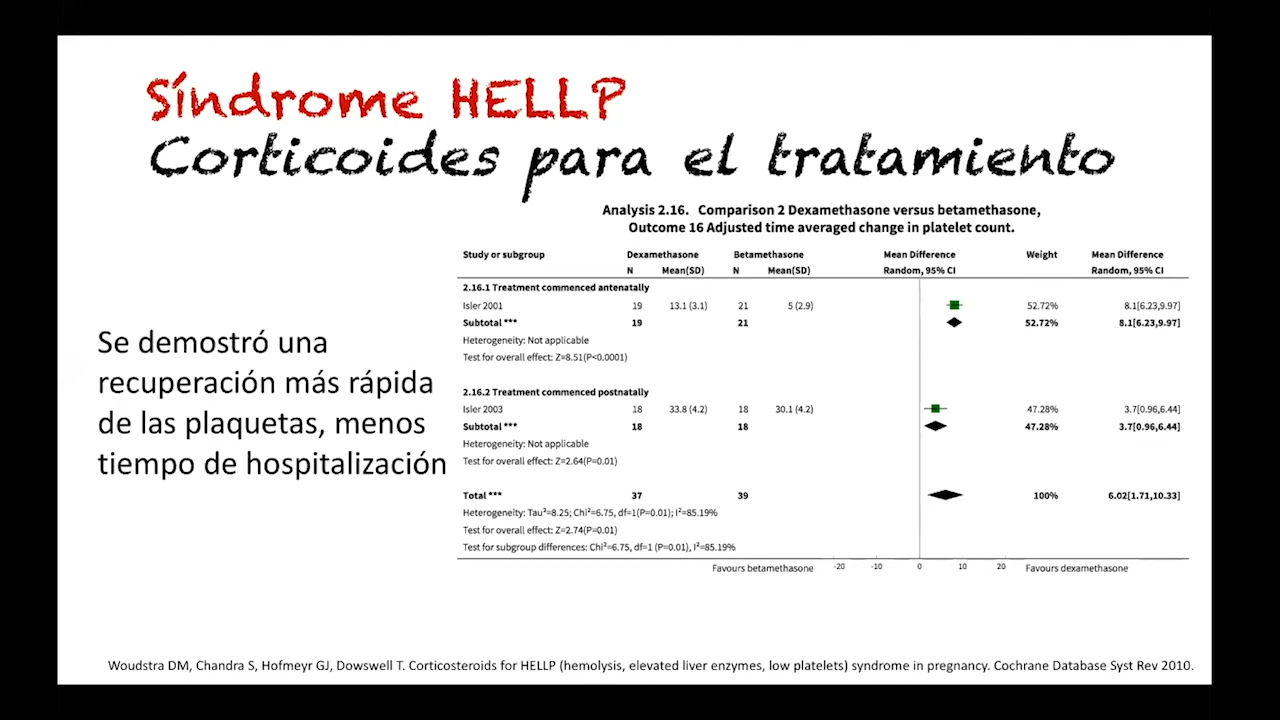 Síndrome HELLP
Corticoides para el tratamiento
Analysis 2.16. Comparison 2 Dexamethasone versus betamethasone,
Outcome 16 Adjusted time averaged change in platelet count.
Study or subgroup Dexamethasone Betamethasone Mean Difference Weight Mean Difference
N Mean(SD) N Mean(SD) Random, 95% CI Random, 95% CI
2.16.1 Treatment commenced antenatally
Isler 2001 19 13.1 (3.1) 21 5 (2.9) 52.72% 8.1[6.23,9.97]
Subtotal *** 19 21 52.72% 8.1[6.23,9.97]
Heterogeneity: Not applicable
Test for overall effect: Z=8.51(P<0.0001)
2.16.2 Treatment commenced postnatally
Isler 2003 18 33.8 (4.2) 18 30.1 (4.2) 47.28% 3.7[0.96,6.44]
Subtotal *** 18 18 47.28% 3.7[0.96,6.44]
Heterogeneity: Not applicable
Test for overall effect: Z=2.64(P=0.01)
Total *** 37 39 100% 6.02[1.71,10.33]
Heterogeneity: Tau²=8.25; Chi²=6.75, df=1(P=0.01); I²=85.19%
Test for overall effect: Z=2.74(P=0.01)
Test for subgroup differences: Chi²=6.75, df=1 (P=0.01), I²=85.19%
Favours betamethasone -20 -10 0 10 20 Favours dexamethasone
Se demostró una
recuperación más rápida
de las plaquetas, menos
tiempo de hospitalización
Woudstra DM, Chandra S, Hofmeyr GJ, Dowswell T. Corticosteroids for HELLP (hemolysis, elevated liver enzymes, low platelets) syndrome in pregnancy. Cochrane Database Syst Rev 2010.